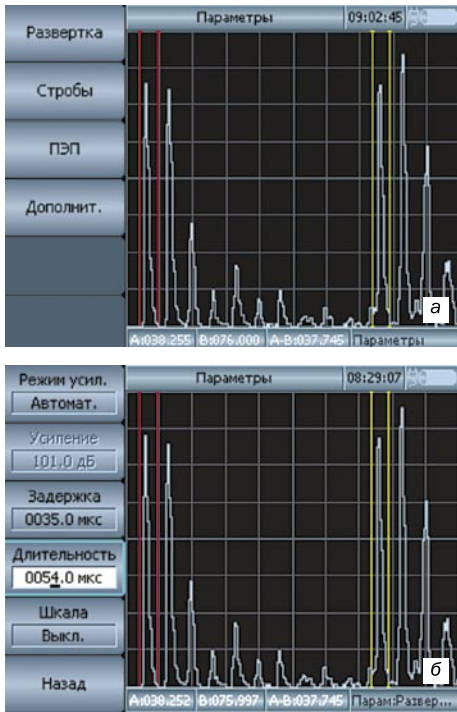 Параметры 09:02:45
Развертка
Стробы
ПЭП
Дополнит.
а
A:038.255 B:076.000 A-B:037.745 Параметры
Параметры 08:29:07
Режим усил.
Автомат.
Усиление
101.0 дБ
Задержка
0035.0 мкс
Длительность
0054.0 мкс
Шкала
Выкл.
Назад
б
A:038.252 B:075.997 A-B:037.745 Парам:Развер...